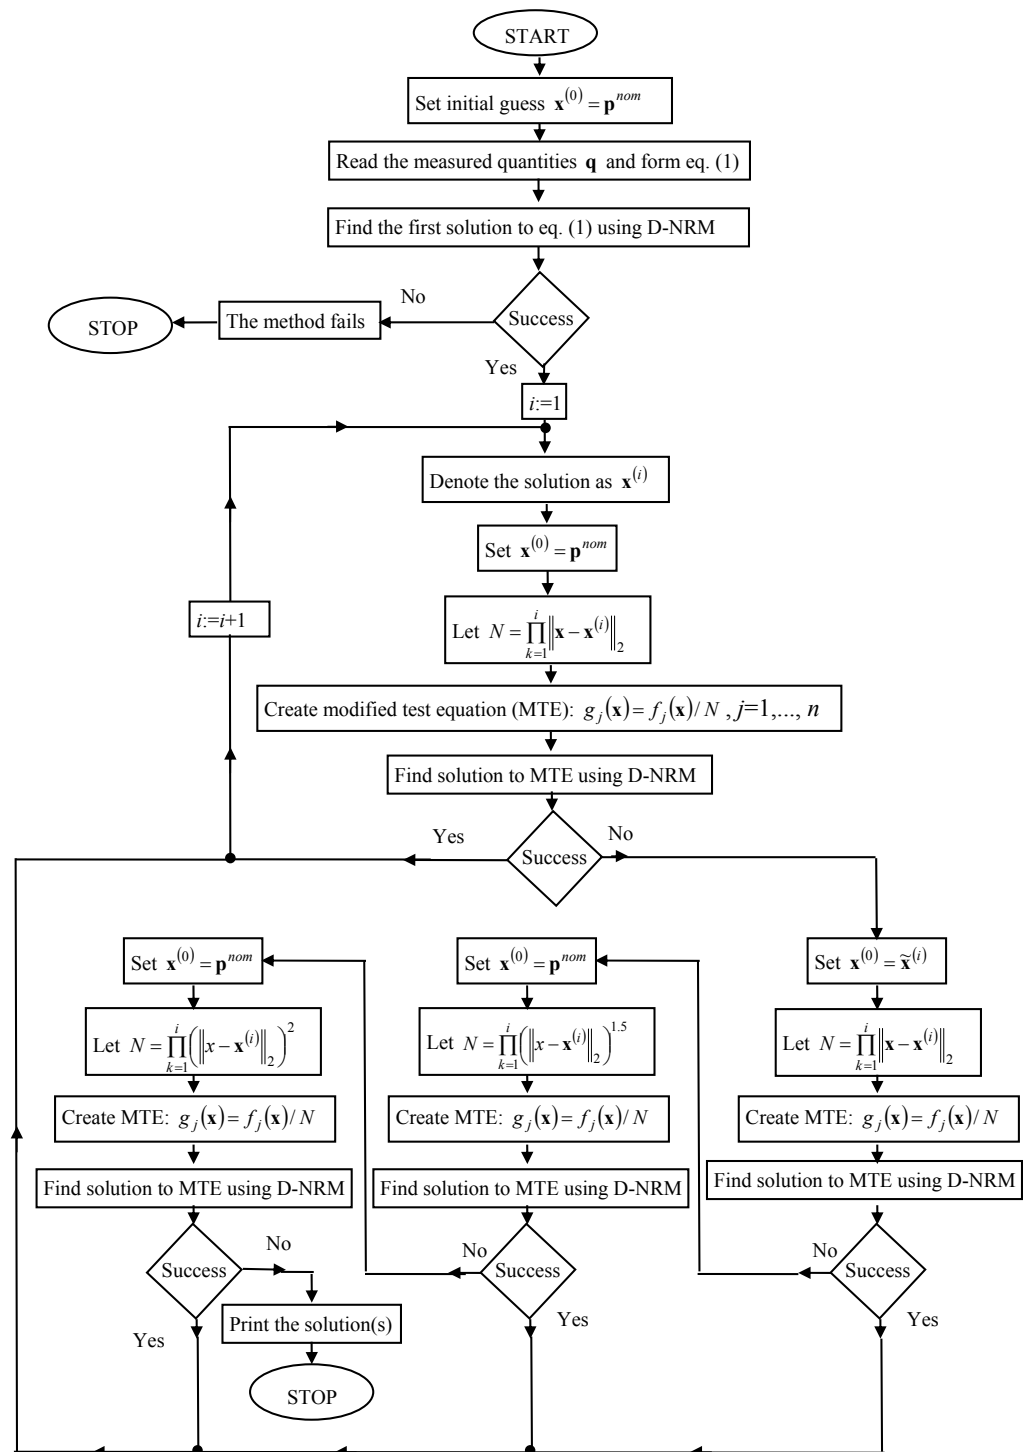 START
Set initial guess x^(0) = p^nom
Read the measured quantities q and form eq. (1)
Find the first solution to eq. (1) using D-NRM
Success
No
The method fails
STOP
Yes
i:=1
Denote the solution as x^(i)
Set x^(0) = p^nom
i:=i+1
Let N = ∏_{k=1}^{i} ‖x − x^(i)‖_2
Create modified test equation (MTE): g_j(x) = f_j(x)/N , j=1,..., n
Find solution to MTE using D-NRM
Success
Yes
No
Set x^(0) = p^nom
Let N = ∏_{k=1}^{i} (‖x − x^(i)‖_2)^2
Create MTE: g_j(x) = f_j(x)/N
Find solution to MTE using D-NRM
Success
No
Yes
Print the solution(s)
STOP
Set x^(0) = p^nom
Let N = ∏_{k=1}^{i} (‖x − x^(i)‖_2)^1.5
Create MTE: g_j(x) = f_j(x)/N
Find solution to MTE using D-NRM
No
Success
Yes
Set x^(0) = x̃^(i)
Let N = ∏_{k=1}^{i} ‖x − x^(i)‖_2
Create MTE: g_j(x) = f_j(x)/N
Find solution to MTE using D-NRM
No
Success
Yes